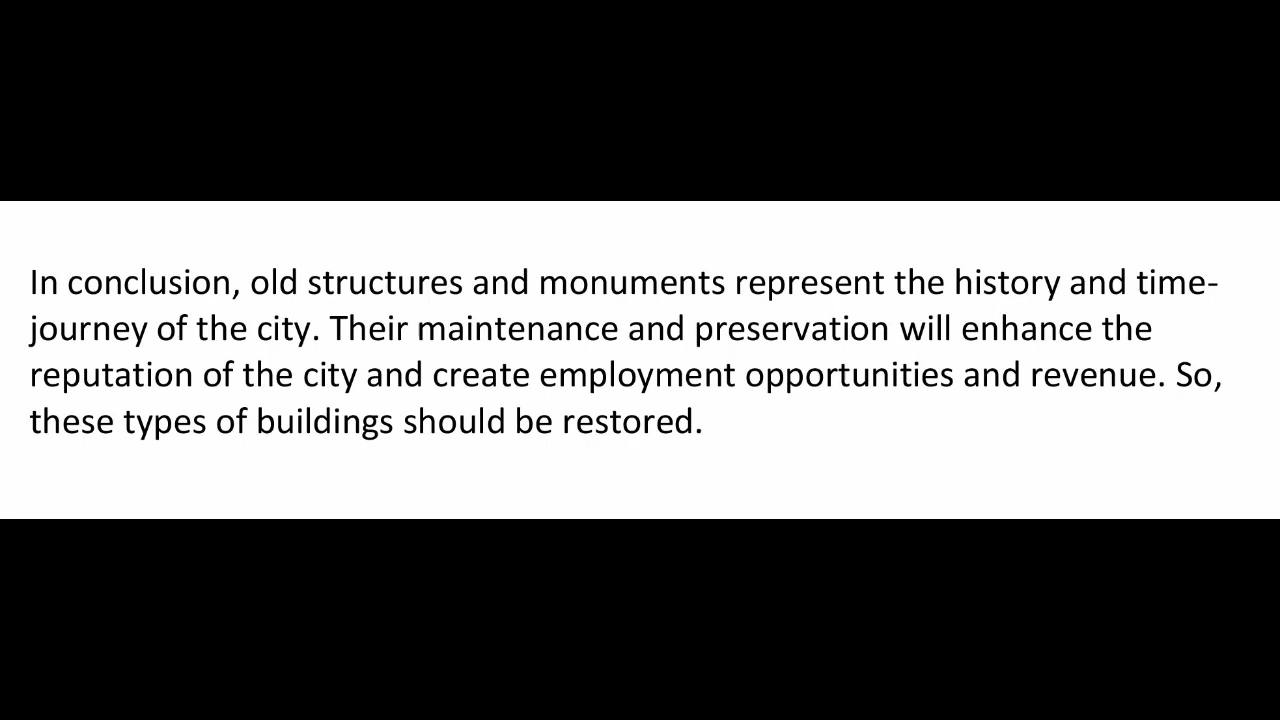 In conclusion, old structures and monuments represent the history and time-
journey of the city. Their maintenance and preservation will enhance the
reputation of the city and create employment opportunities and revenue. So,
these types of buildings should be restored.